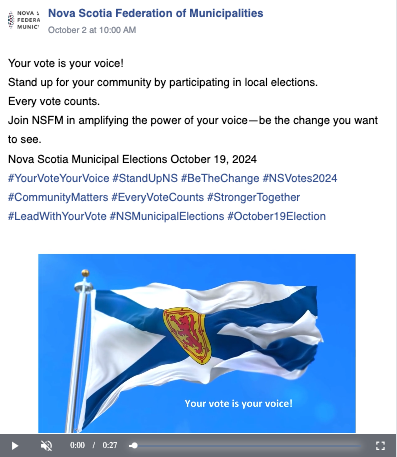 NOVA S
FEDERA
MUNIC
Nova Scotia Federation of Municipalities
October 2 at 10:00 AM
Your vote is your voice!
Stand up for your community by participating in local elections.
Every vote counts.
Join NSFM in amplifying the power of your voice—be the change you want
to see.
Nova Scotia Municipal Elections October 19, 2024
#YourVoteYourVoice #StandUpNS #BeTheChange #NSVotes2024
#CommunityMatters #EveryVoteCounts #StrongerTogether
#LeadWithYourVote #NSMunicipalElections #October19Election
Your vote is your voice!
0:00 / 0:27